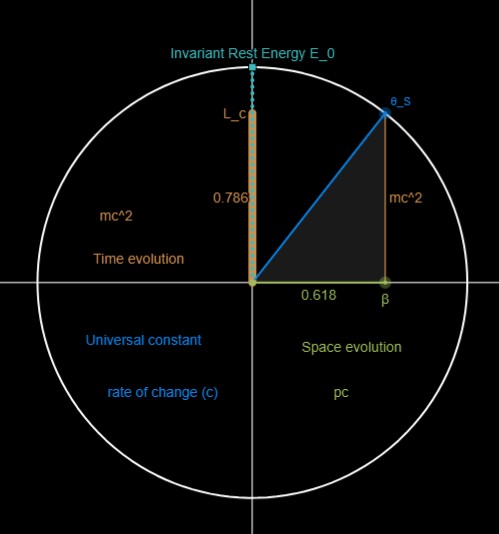 Invariant Rest Energy E_0
L_c
θ_S
0.786
mc^2
mc^2
Time evolution
0.618
β
Universal constant
Space evolution
rate of change (c)
pc